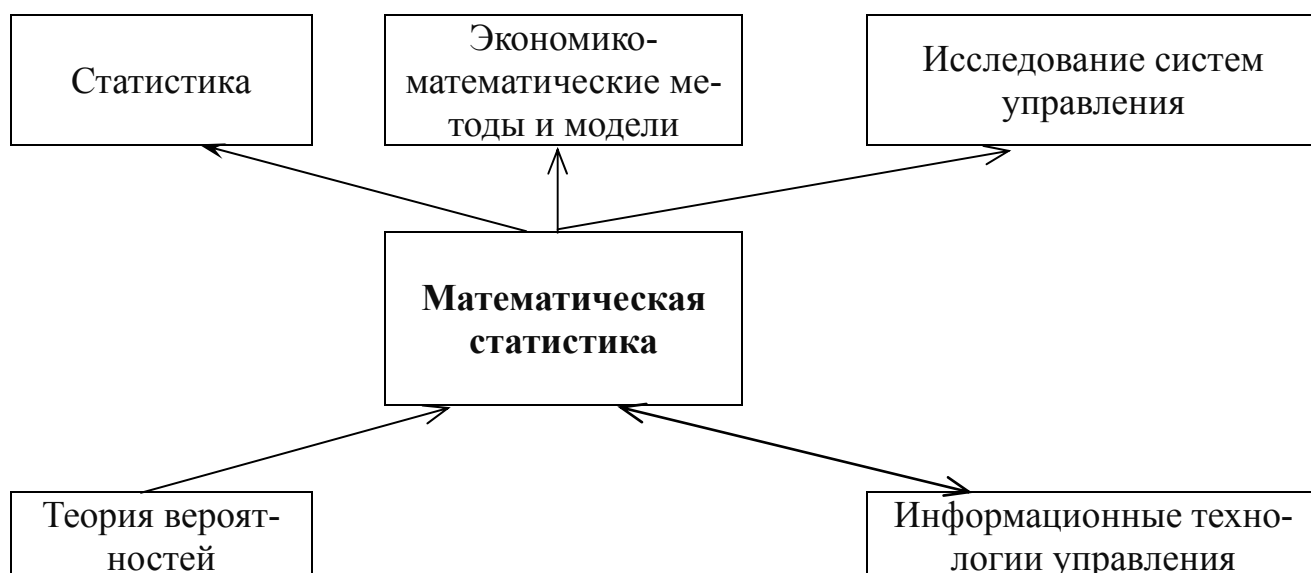 Статистика
Экономико-
математические ме-
тоды и модели
Исследование систем
управления
Математическая
статистика
Теория вероят-
ностей
Информационные техно-
логии управления